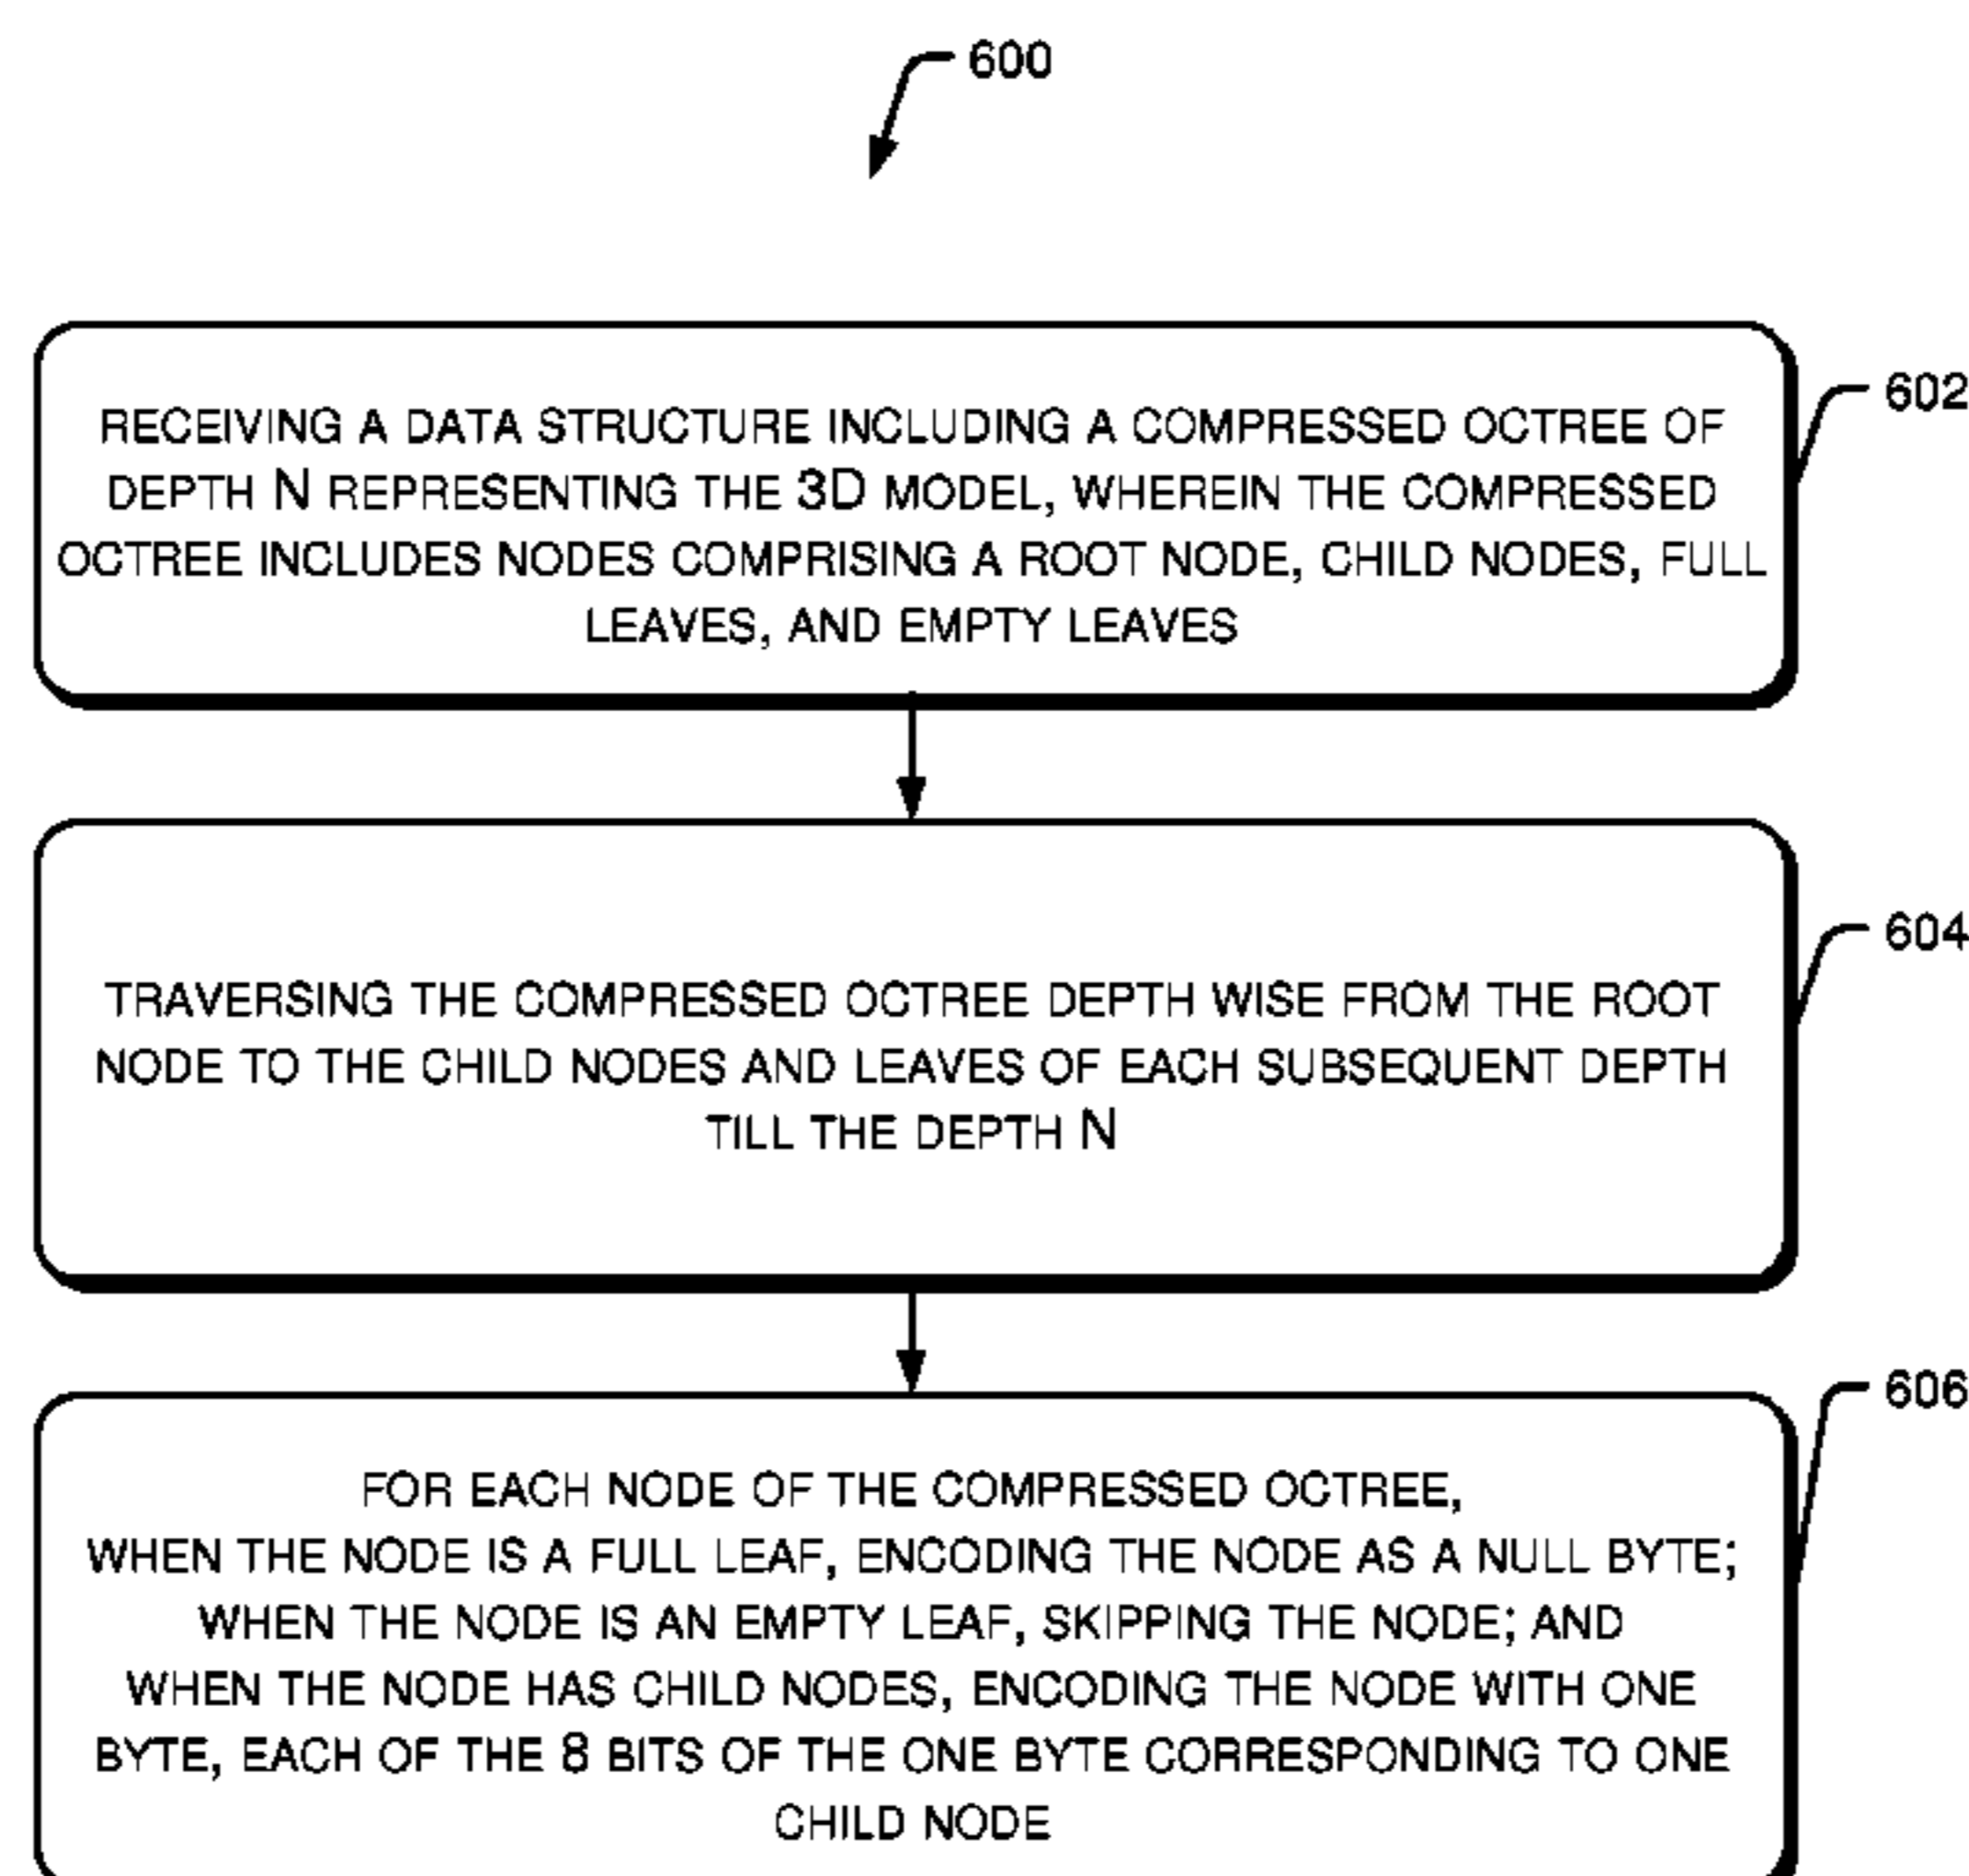 600
RECEIVING A DATA STRUCTURE INCLUDING A COMPRESSED OCTREE OF
DEPTH N REPRESENTING THE 3D MODEL, WHEREIN THE COMPRESSED
OCTREE INCLUDES NODES COMPRISING A ROOT NODE, CHILD NODES, FULL
LEAVES, AND EMPTY LEAVES
602
TRAVERSING THE COMPRESSED OCTREE DEPTH WISE FROM THE ROOT
NODE TO THE CHILD NODES AND LEAVES OF EACH SUBSEQUENT DEPTH
TILL THE DEPTH N
604
FOR EACH NODE OF THE COMPRESSED OCTREE,
WHEN THE NODE IS A FULL LEAF, ENCODING THE NODE AS A NULL BYTE;
WHEN THE NODE IS AN EMPTY LEAF, SKIPPING THE NODE; AND
WHEN THE NODE HAS CHILD NODES, ENCODING THE NODE WITH ONE
BYTE, EACH OF THE 8 BITS OF THE ONE BYTE CORRESPONDING TO ONE
CHILD NODE
606